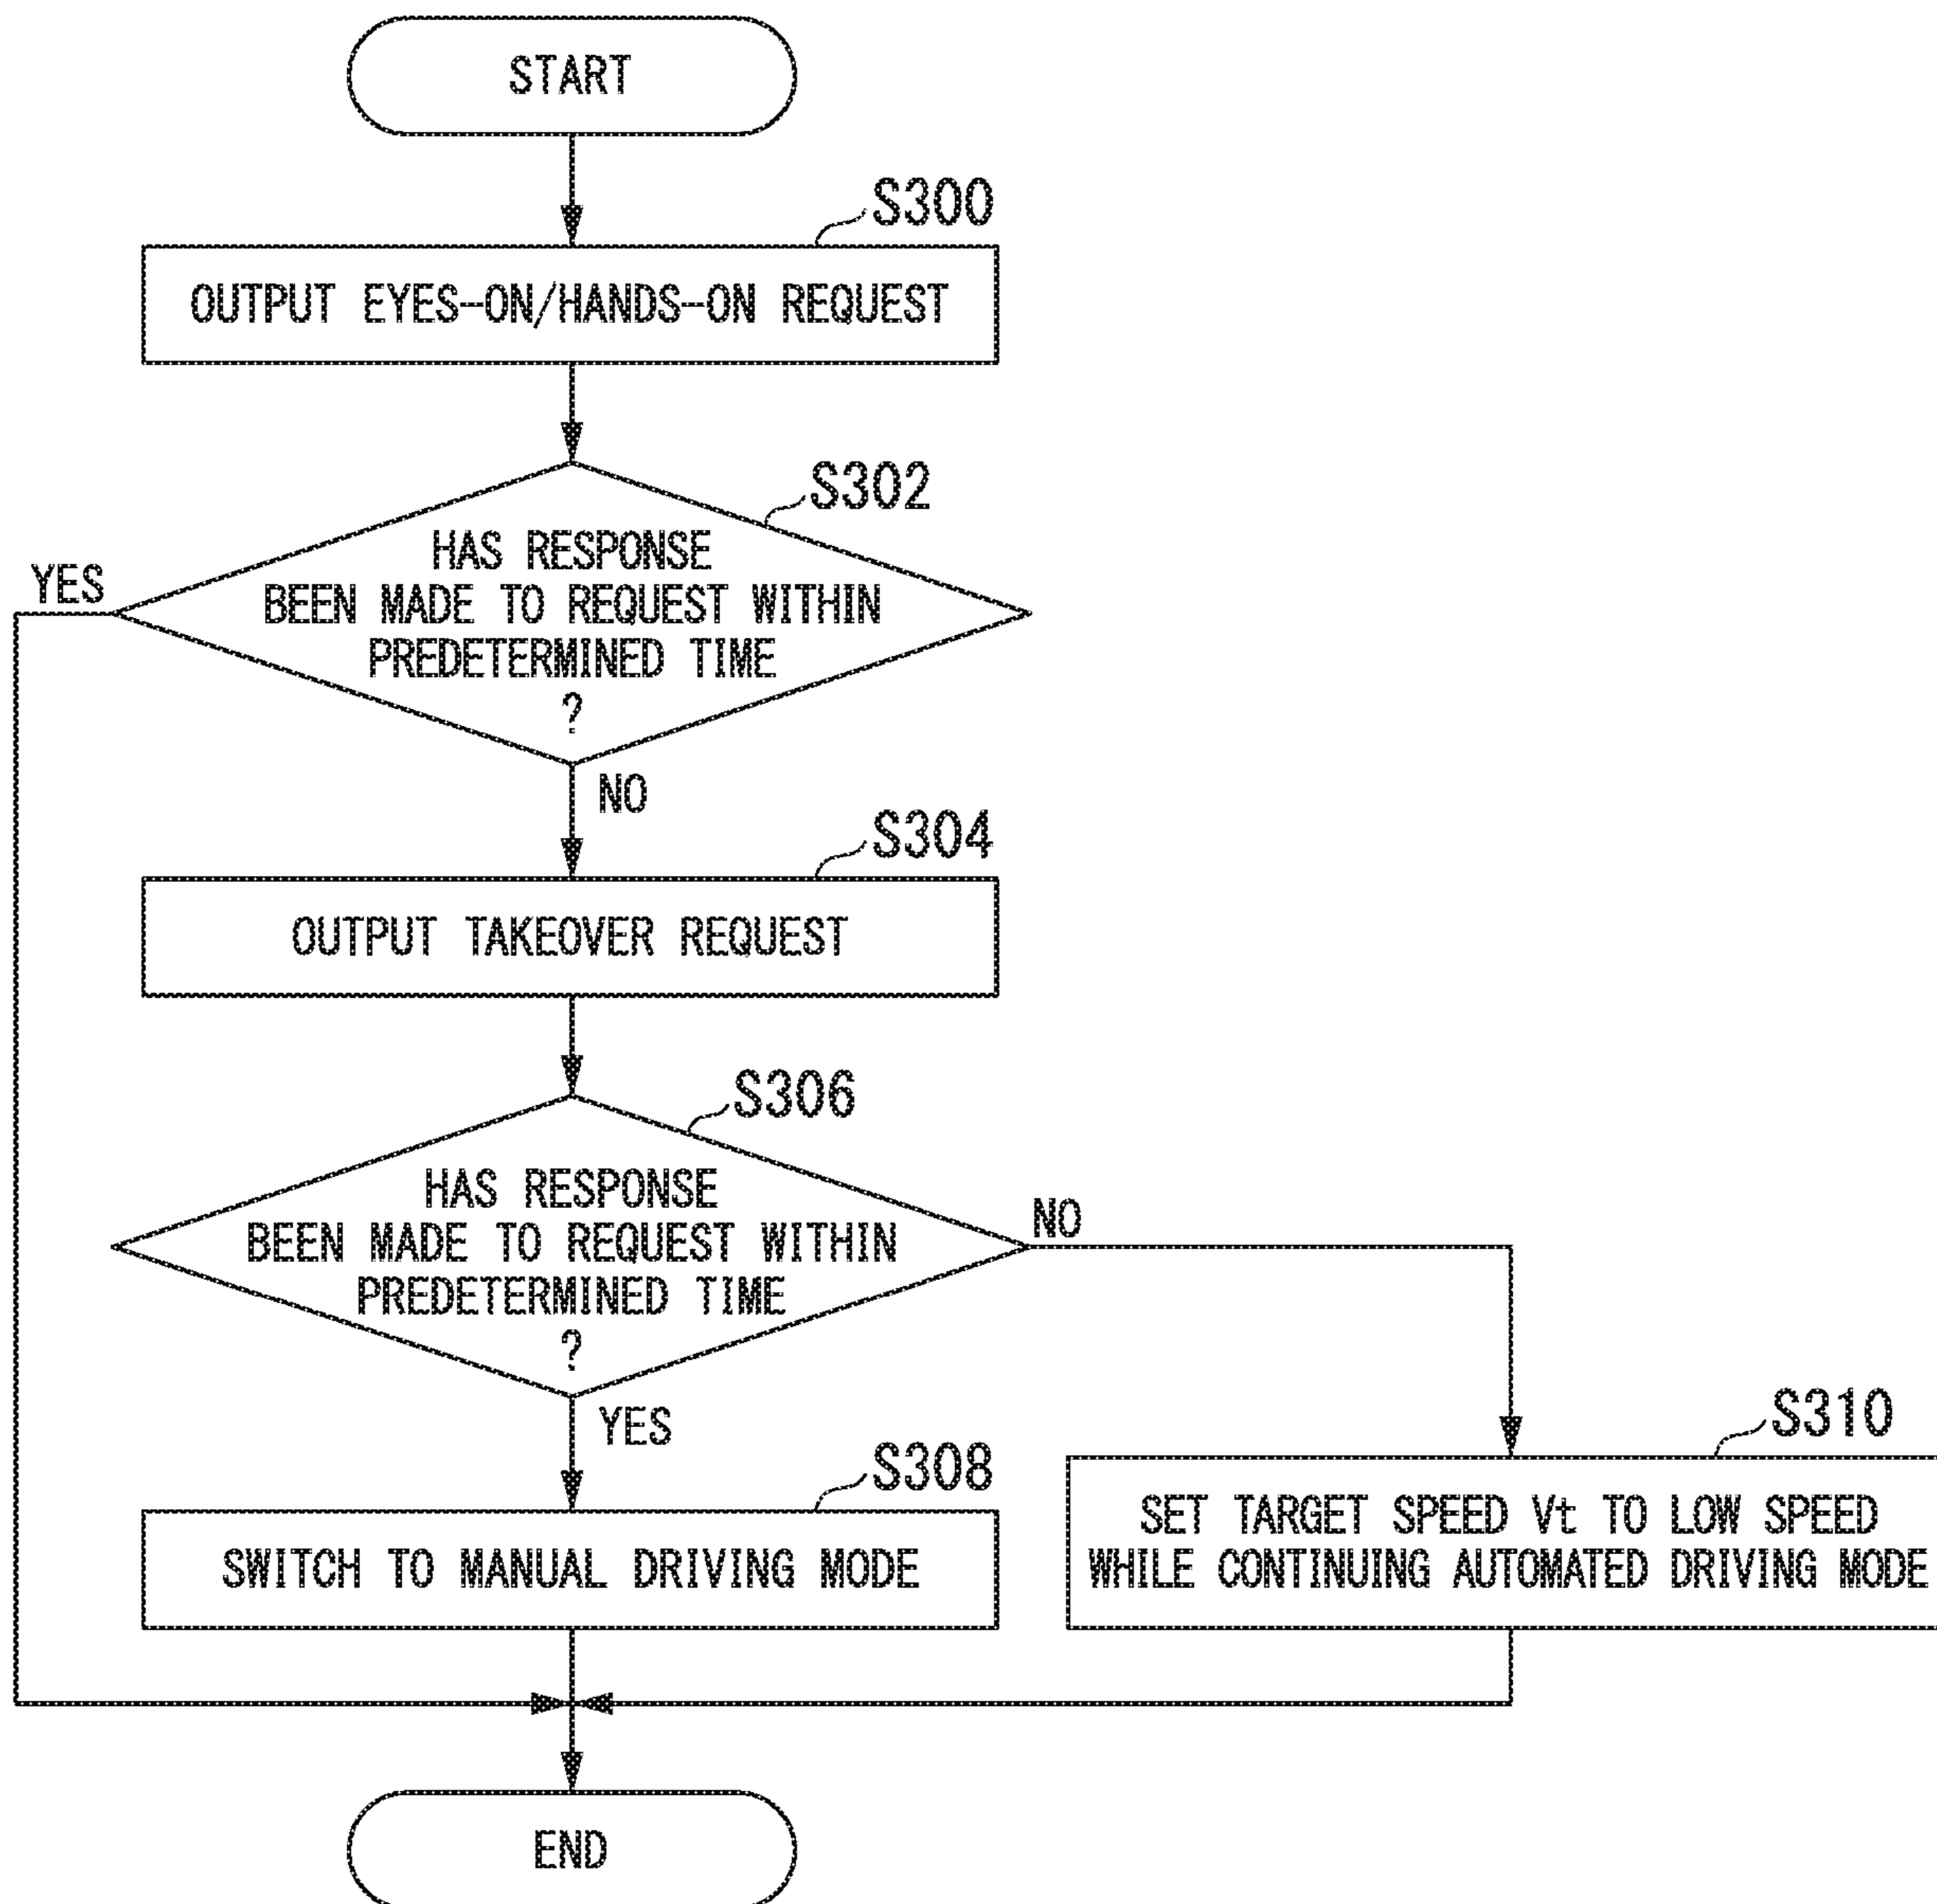 START
S300
OUTPUT EYES-ON/HANDS-ON REQUEST
S302
HAS RESPONSE
BEEN MADE TO REQUEST WITHIN
PREDETERMINED TIME
?
YES
NO
S304
OUTPUT TAKEOVER REQUEST
S306
HAS RESPONSE
BEEN MADE TO REQUEST WITHIN
PREDETERMINED TIME
?
NO
YES
S308
SWITCH TO MANUAL DRIVING MODE
S310
SET TARGET SPEED Vt TO LOW SPEED
WHILE CONTINUING AUTOMATED DRIVING MODE
END